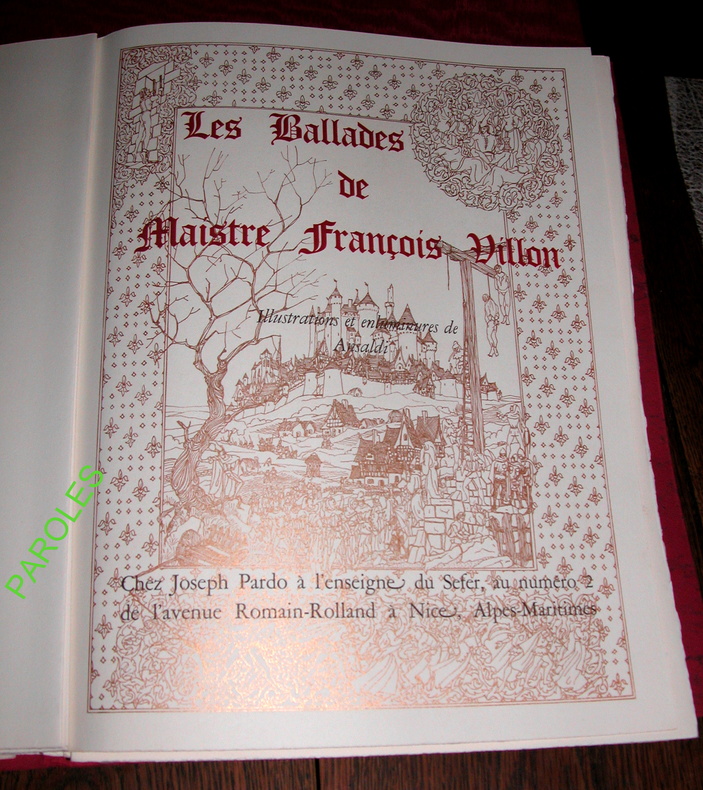 Les Ballades
de
Maistre François Villon
Illustrations et enluminures de
Ansaldi
Chez Joseph Pardo à l'enseigne du Sefer, au numéro 2
de l'avenue Romain-Rolland à Nice, Alpes-Maritimes
PAROLES